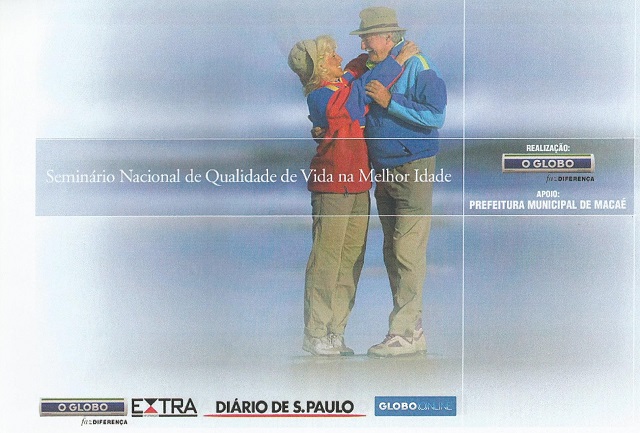 Seminário Nacional de Qualidade de Vida na Melhor Idade
REALIZAÇÃO:
O GLOBO
faz DIFERENÇA
APOIO:
PREFEITURA MUNICIPAL DE MACAÉ
O GLOBO
faz DIFERENÇA
EXTRA
DIÁRIO DE S.PAULO
GLOBO ONLINE